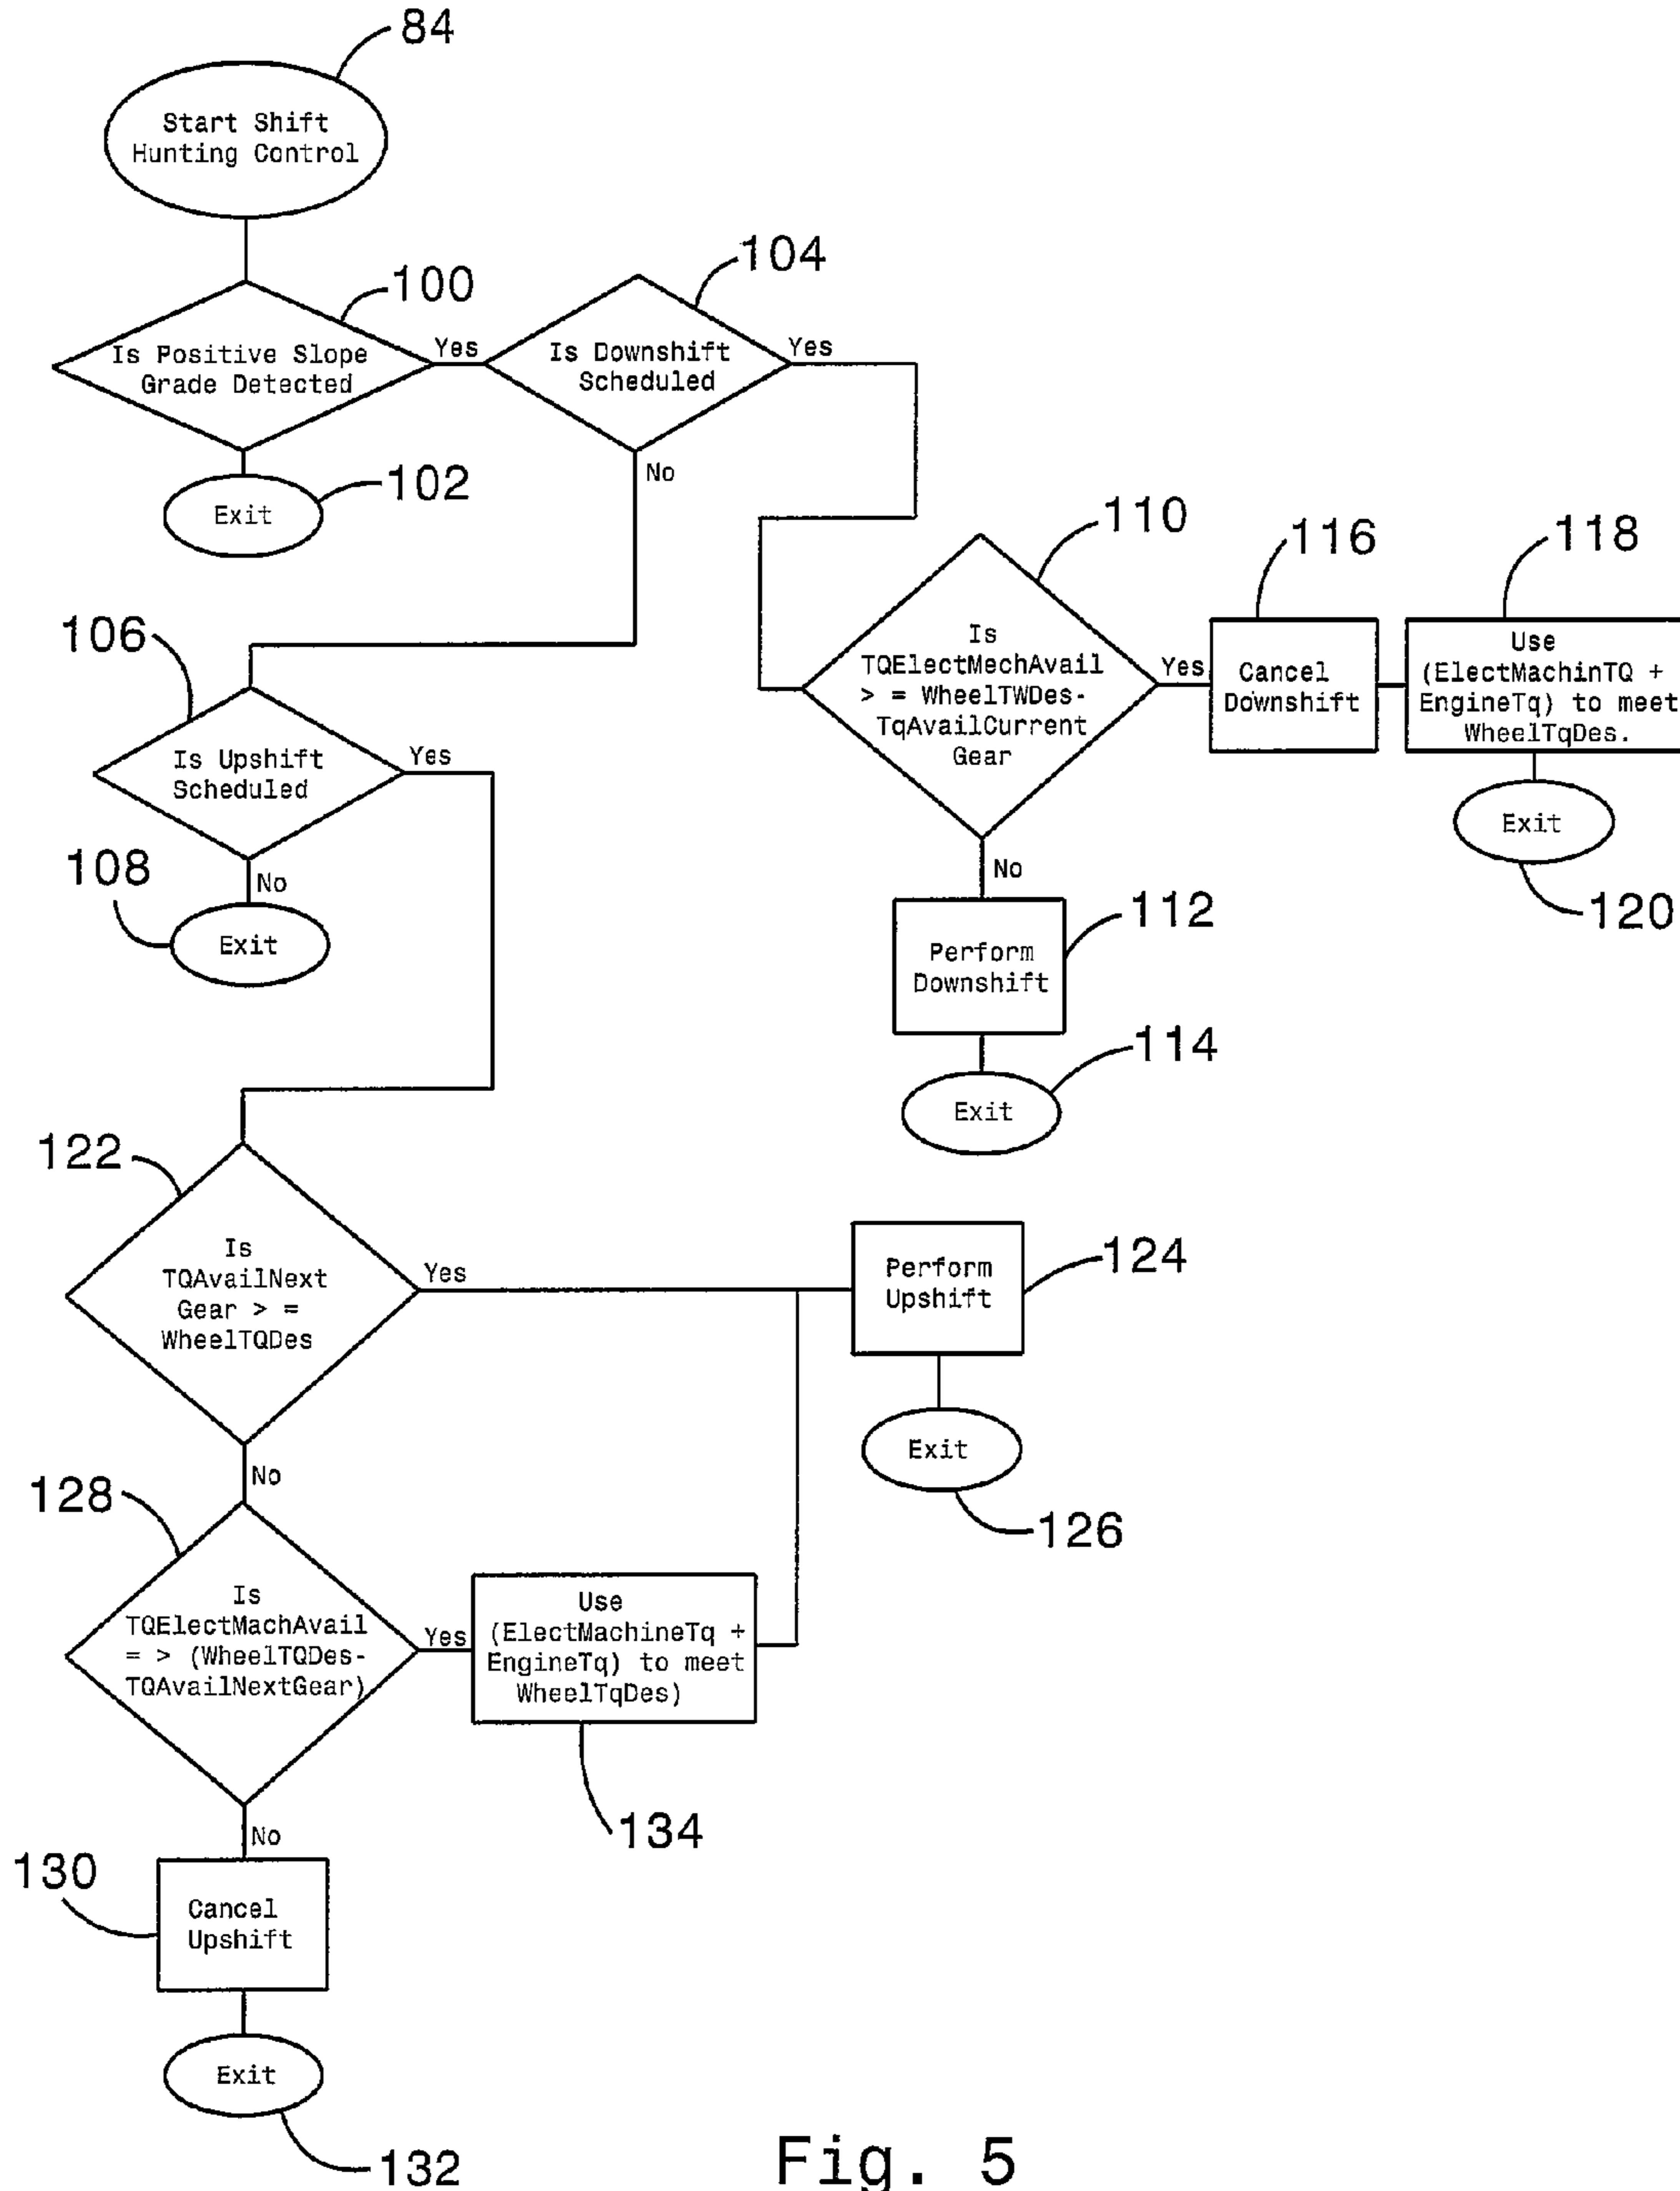 84
Start Shift
Hunting Control
100
Is Positive Slope
Grade Detected
Yes
104
Is Downshift
Scheduled
Yes
No
Exit
102
106
Is Upshift
Scheduled
Yes
No
108
Exit
110
Is
TQElectMechAvail
> = WheelTWDes-
TqAvailCurrent
Gear
Yes
116
Cancel
Downshift
118
Use
(ElectMachinTQ +
EngineTq) to meet
WheelTqDes.
Exit
120
No
112
Perform
Downshift
114
Exit
122
Is
TQAvailNext
Gear > =
WheelTQDes
Yes
124
Perform
Upshift
Exit
126
No
128
Is
TQElectMachAvail
= > (WheelTQDes-
TQAvailNextGear)
Yes
Use
(ElectMachineTq +
EngineTq) to meet
WheelTqDes)
134
No
130
Cancel
Upshift
Exit
132
Fig. 5